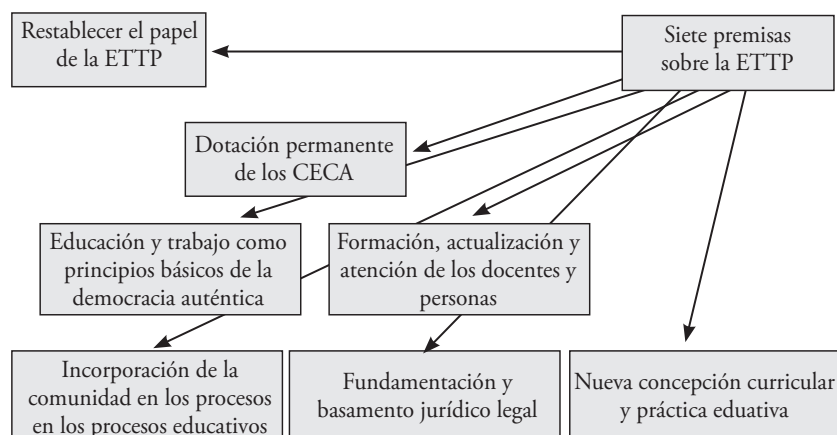 Restablecer el papel
de la ETTP
Siete premisas
sobre la ETTP
Dotación permanente
de los CECA
Educación y trabajo como
principios básicos de la
democracia auténtica
Formación, actualización y
atención de los docentes y
personas
Incorporación de la
comunidad en los procesos
en los procesos educativos
Fundamentación y
basamento jurídico legal
Nueva concepción curricular
y práctica eduativa